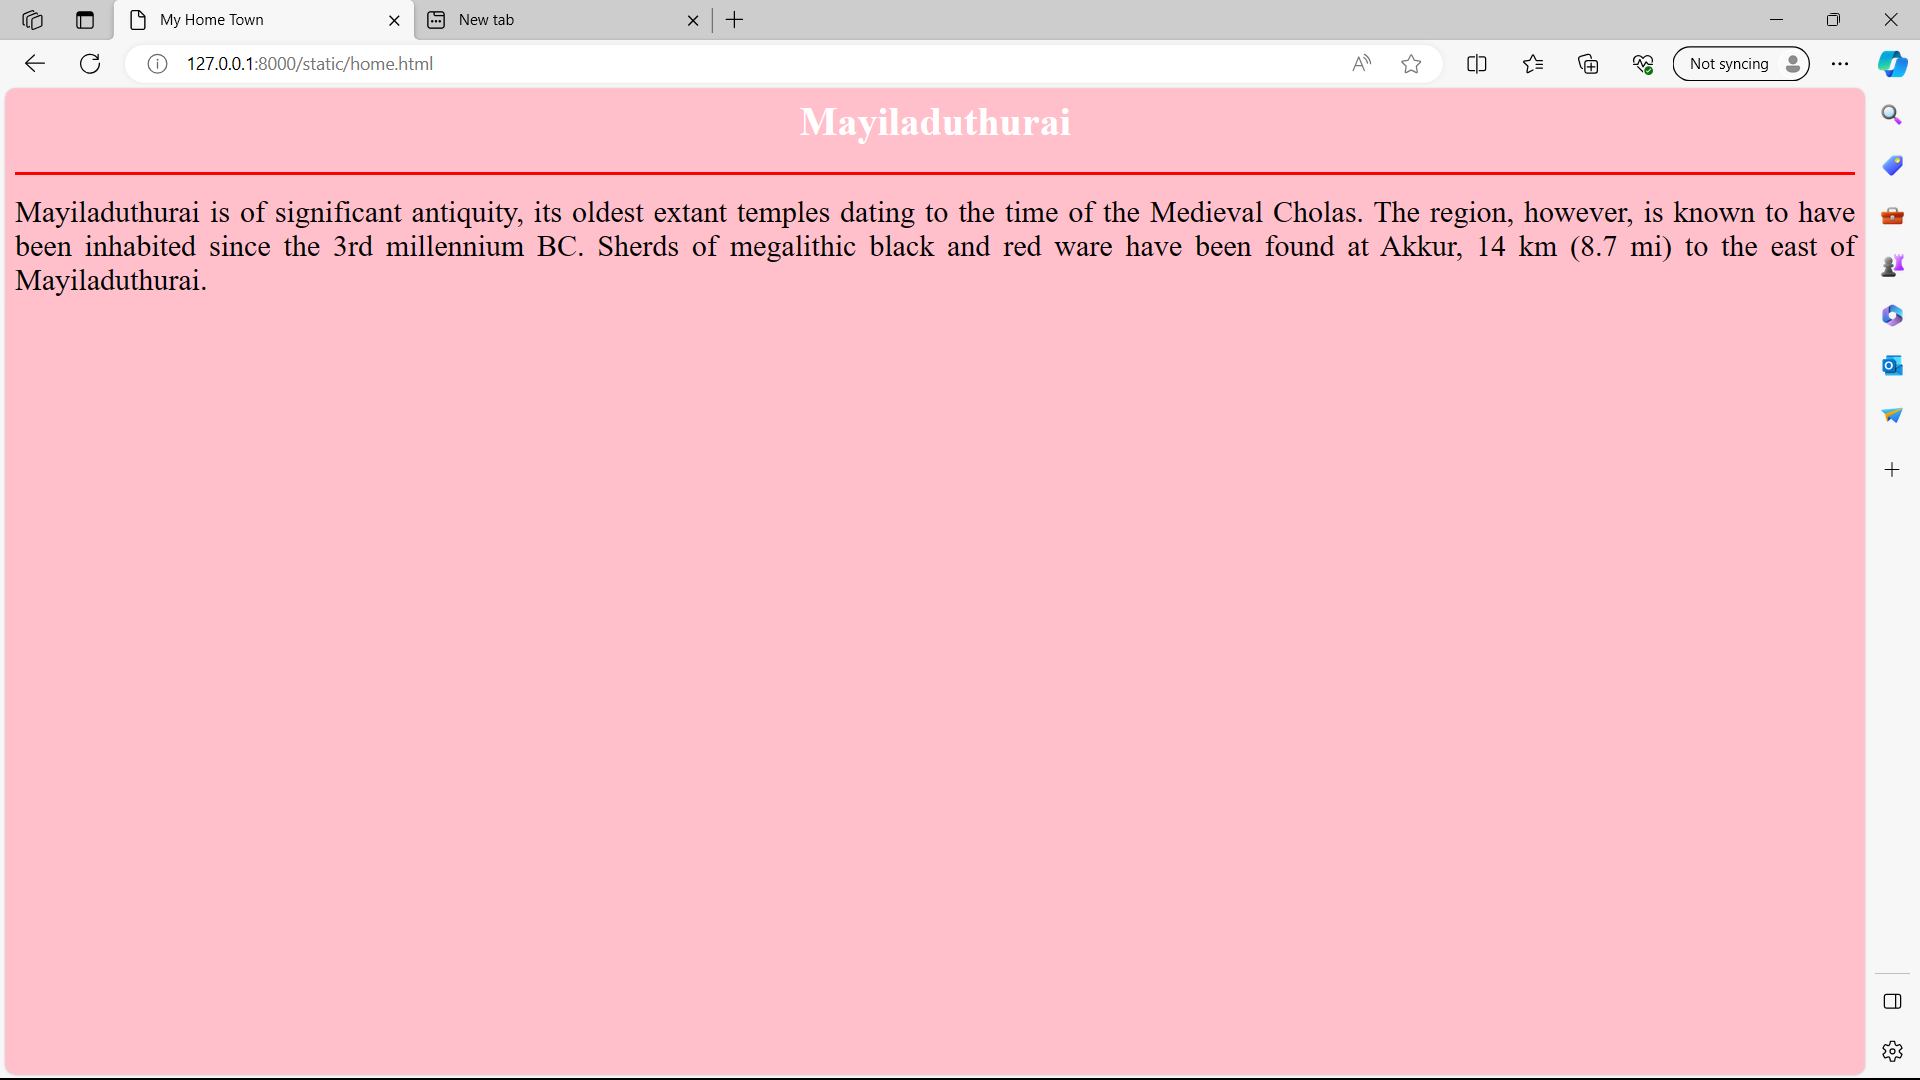 My Home Town
New tab
127.0.0.1:8000/static/home.html
Not syncing
Mayiladuthurai
Mayiladuthurai is of significant antiquity, its oldest extant temples dating to the time of the Medieval Cholas. The region, however, is known to have
been inhabited since the 3rd millennium BC. Sherds of megalithic black and red ware have been found at Akkur, 14 km (8.7 mi) to the east of
Mayiladuthurai.